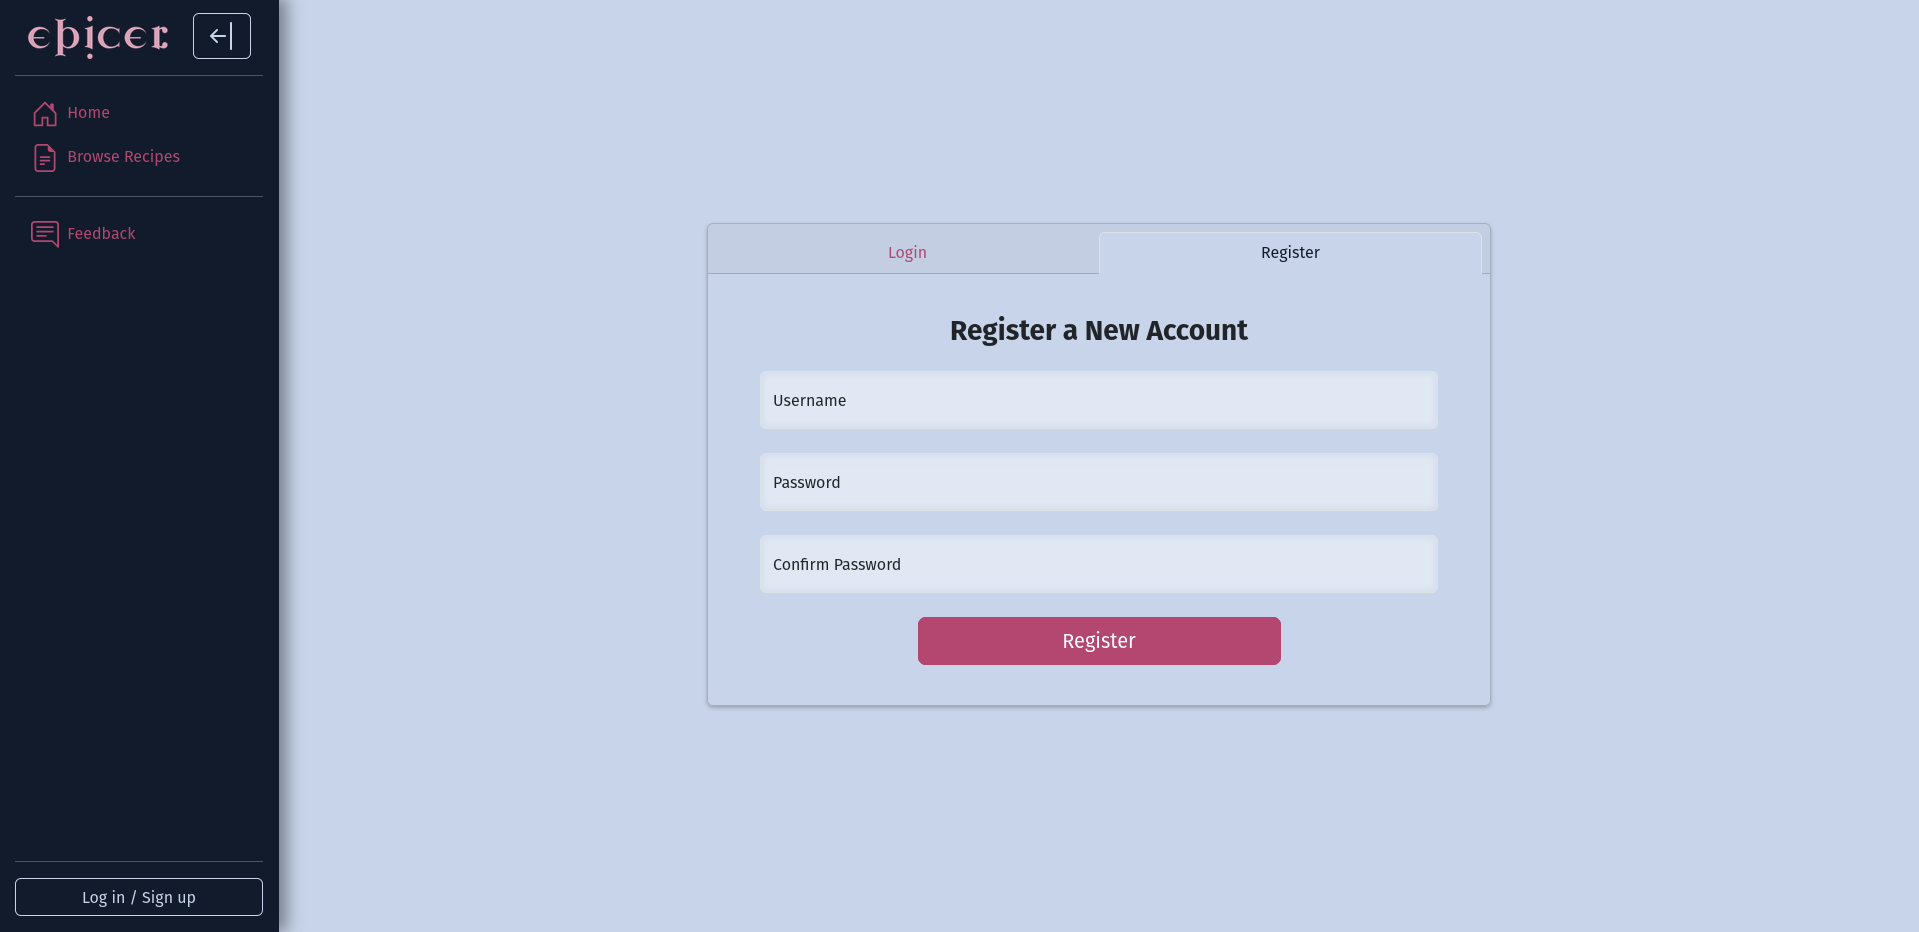 epicer
Home
Browse Recipes
Feedback
Log in / Sign up
Login
Register
Register a New Account
Username
Password
Confirm Password
Register